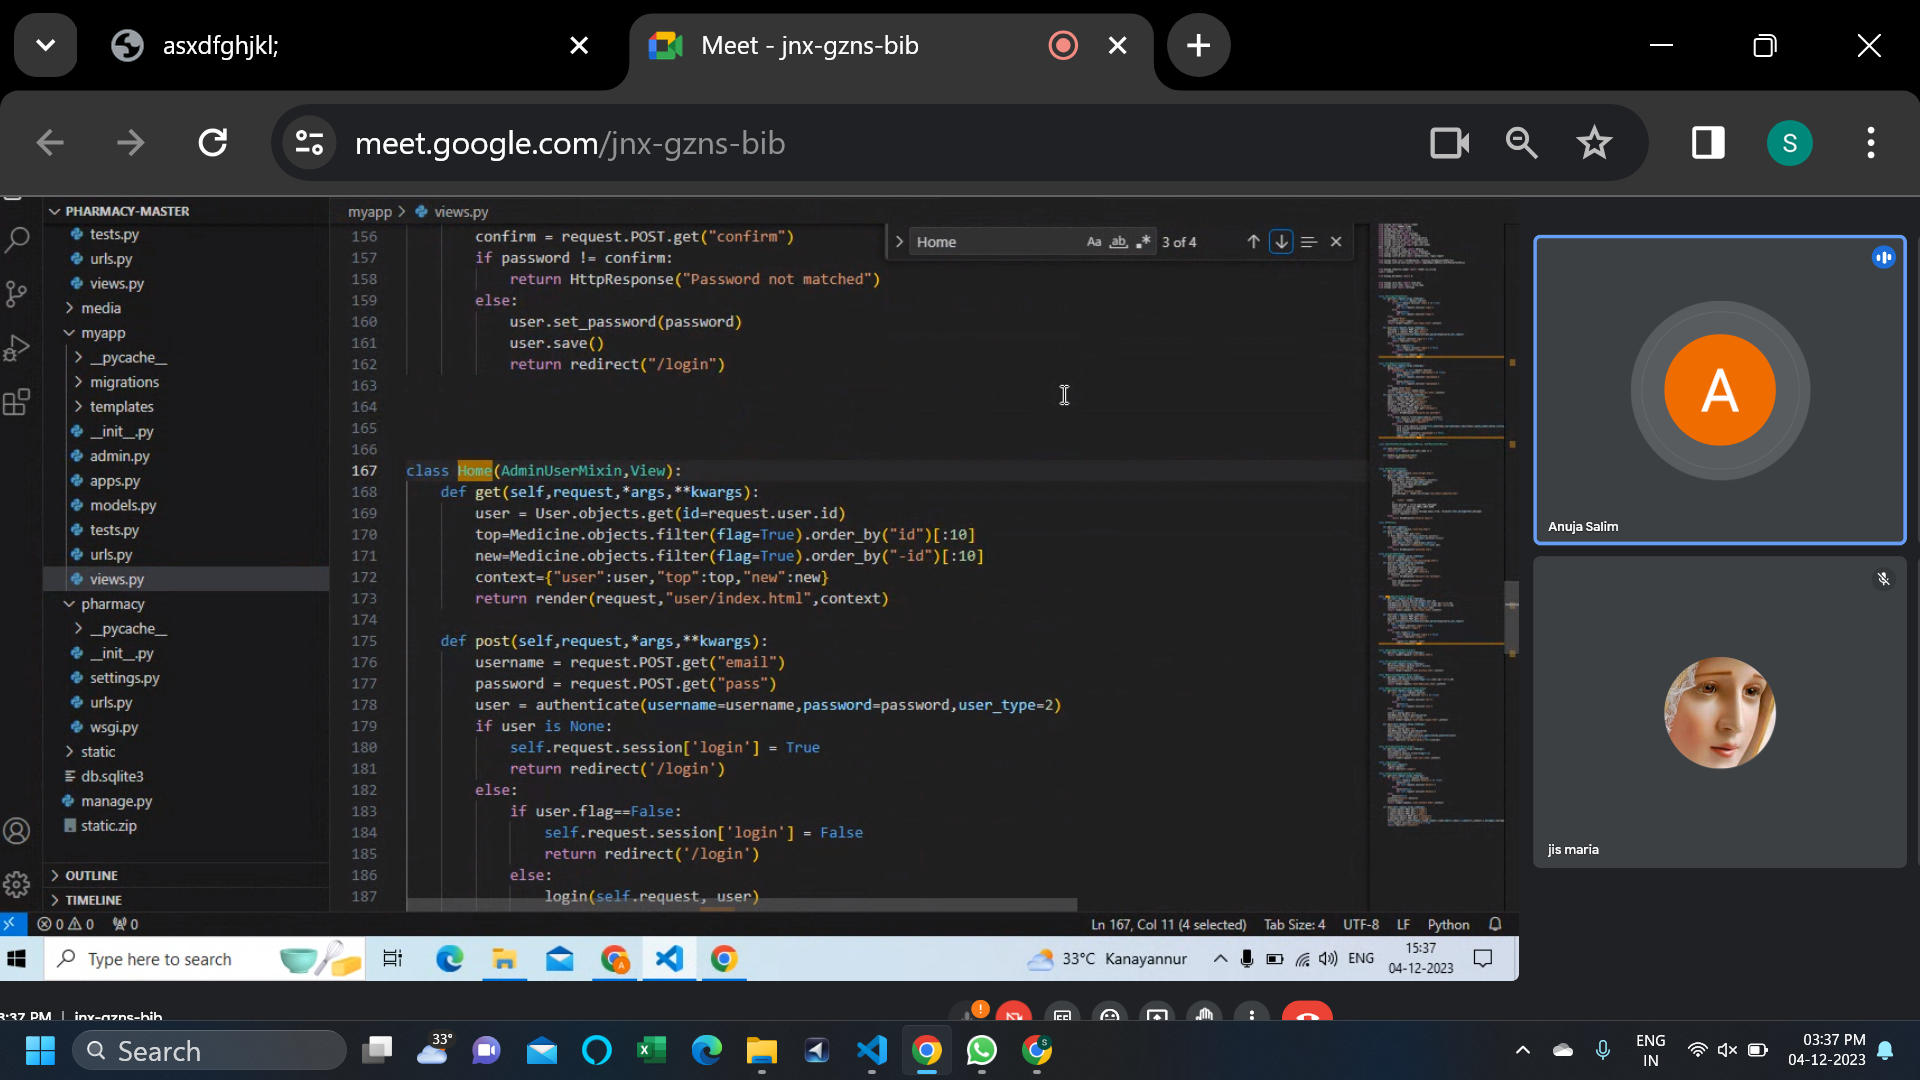 asxdfghjkl;
Meet - jnx-gzns-bib
meet.google.com/jnx-gzns-bib
S
PHARMACY-MASTER
tests.py
urls.py
views.py
media
myapp
__pycache__
migrations
templates
__init__.py
admin.py
apps.py
models.py
tests.py
urls.py
views.py
pharmacy
__pycache__
__init__.py
settings.py
urls.py
wsgi.py
static
db.sqlite3
manage.py
static.zip
OUTLINE
TIMELINE
myapp > views.py
Home
Aa ab .*
3 of 4
156 confirm = request.POST.get("confirm")
157 if password != confirm:
158 return HttpResponse("Password not matched")
159 else:
160 user.set_password(password)
161 user.save()
162 return redirect("/login")
163
164
165
166
167 class Home(AdminUserMixin,View):
168 def get(self,request,*args,**kwargs):
169 user = User.objects.get(id=request.user.id)
170 top=Medicine.objects.filter(flag=True).order_by("id")[:10]
171 new=Medicine.objects.filter(flag=True).order_by("-id")[:10]
172 context={"user":user,"top":top,"new":new}
173 return render(request,"user/index.html",context)
174
175 def post(self,request,*args,**kwargs):
176 username = request.POST.get("email")
177 password = request.POST.get("pass")
178 user = authenticate(username=username,password=password,user_type=2)
179 if user is None:
180 self.request.session['login'] = True
181 return redirect('/login')
182 else:
183 if user.flag==False:
184 self.request.session['login'] = False
185 return redirect('/login')
186 else:
187 login(self.request, user)
0 0 0
Ln 167, Col 11 (4 selected) Tab Size: 4 UTF-8 LF Python
A
Anuja Salim
jis maria
Type here to search
33°C Kanayannur
ENG
15:37
04-12-2023
3:37 PM | jnx-gzns-bib
Search
33°
ENG
IN
03:37 PM
04-12-2023